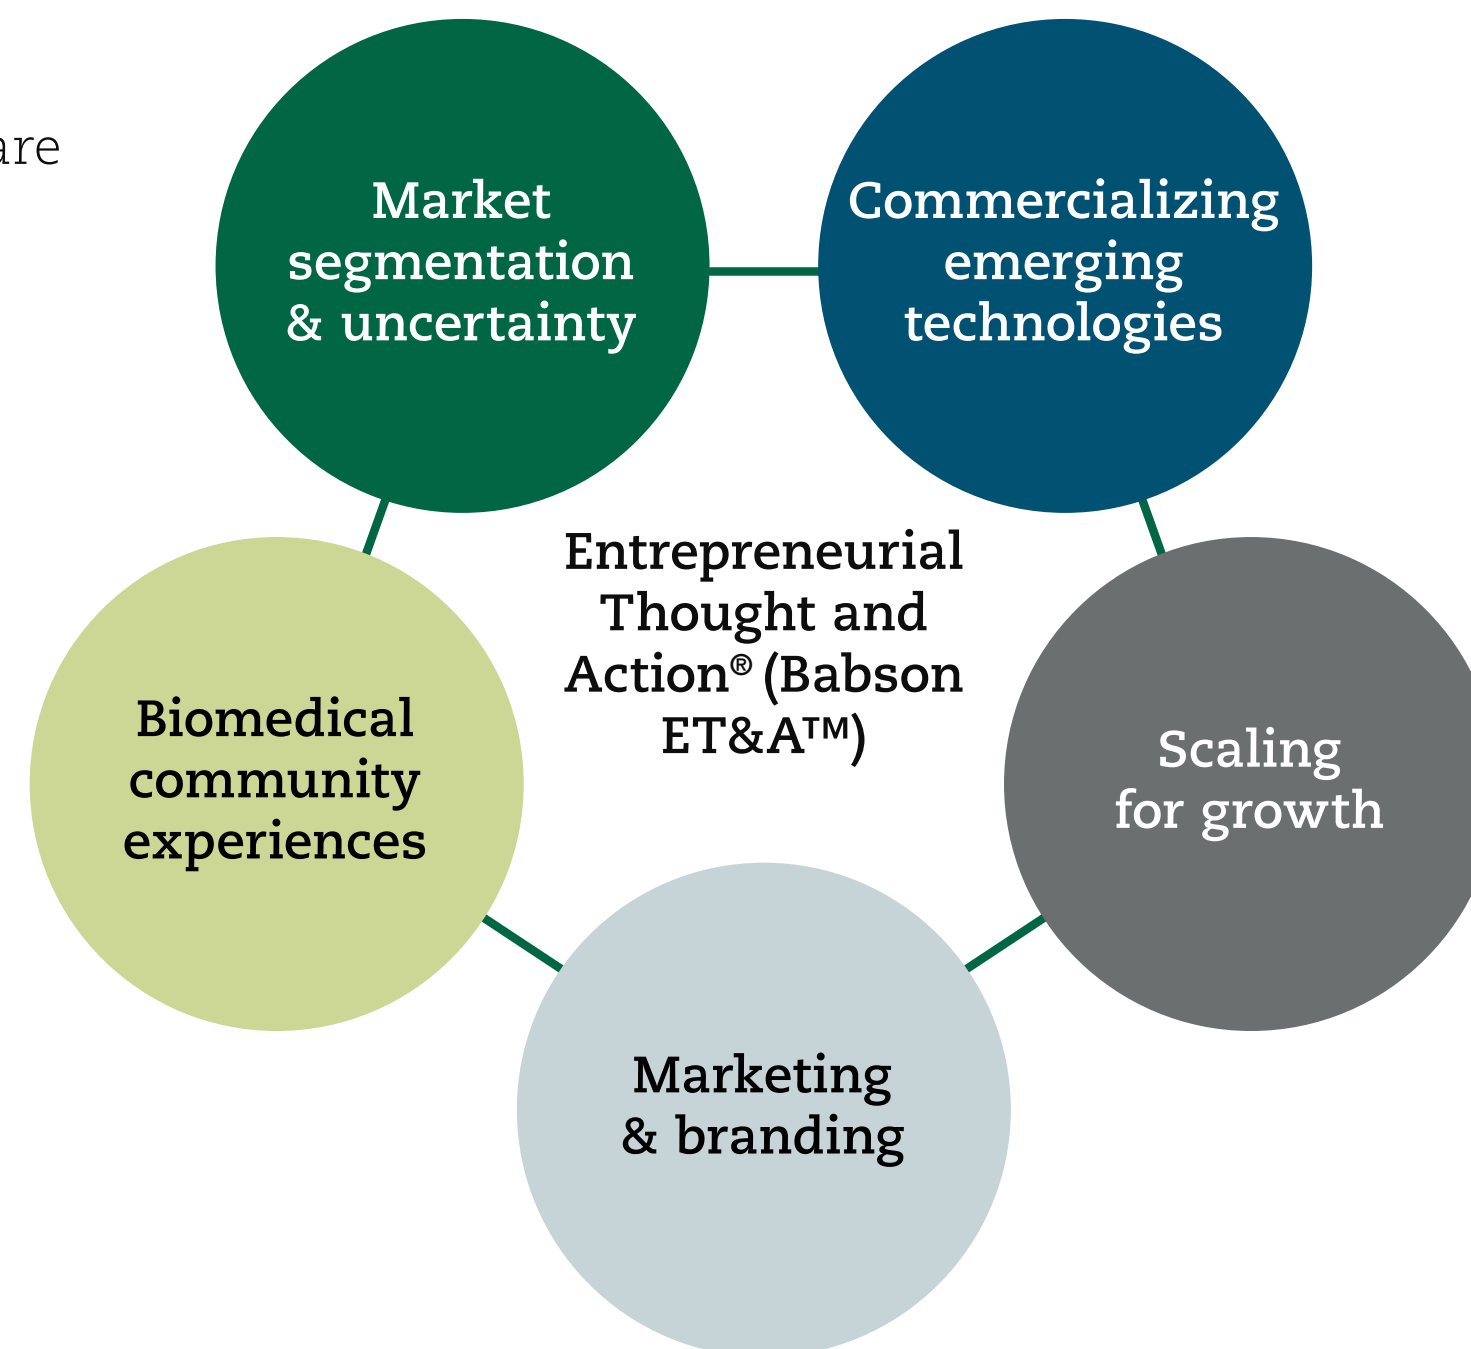 Market
segmentation
& uncertainty
Commercializing
emerging
technologies
Entrepreneurial
Thought and
Action® (Babson
ET&A™)
Biomedical
community
experiences
Scaling
for growth
Marketing
& branding